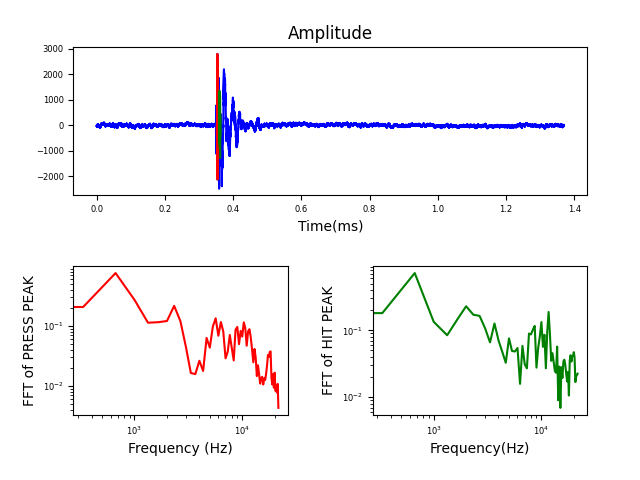 Amplitude
3000
2000
1000
0
−1000
−2000
0.0 0.2 0.4 0.6 0.8 1.0 1.2 1.4
Time(ms)
FFT of PRESS PEAK
10⁻¹
10⁻²
10³ 10⁴
Frequency (Hz)
FFT of HIT PEAK
10⁻¹
10⁻²
10³ 10⁴
Frequency(Hz)